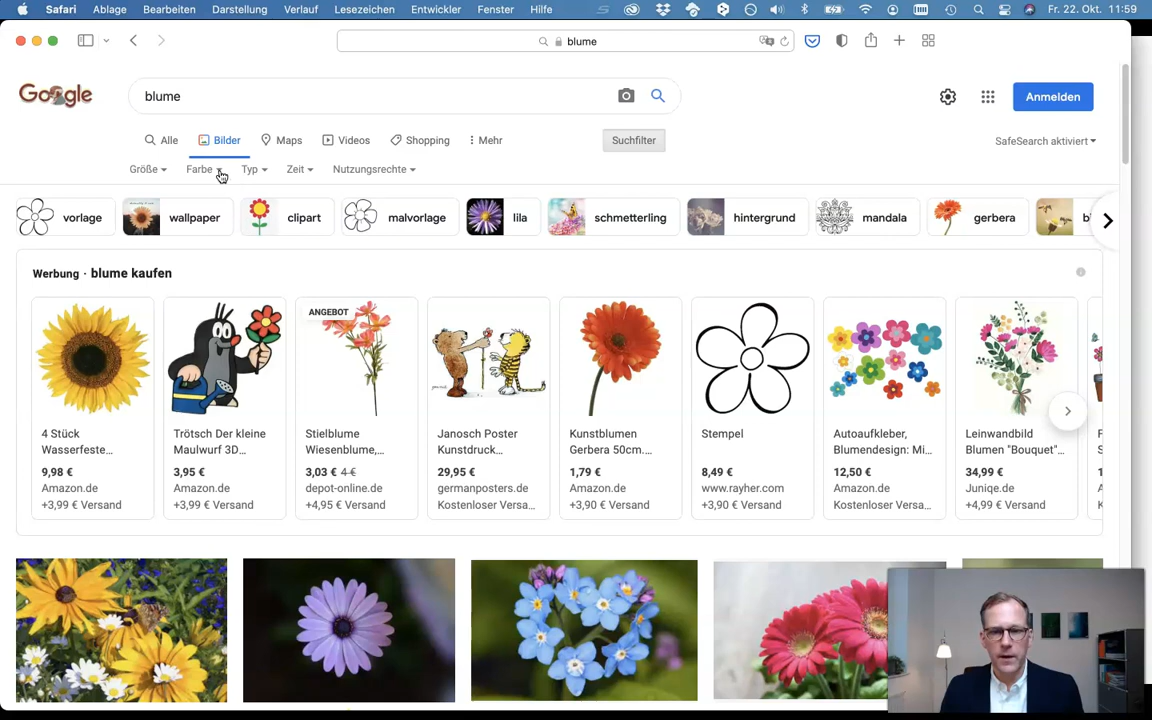 Safari Ablage Bearbeiten Darstellung Verlauf Lesezeichen Entwickler Fenster Hilfe Fr. 22. Okt. 11:59
blume
Google
blume
Anmelden
Alle Bilder Maps Videos Shopping Mehr Suchfilter SafeSearch aktiviert
Größe Farbe Typ Zeit Nutzungsrechte
vorlage wallpaper clipart malvorlage lila schmetterling hintergrund mandala gerbera
Werbung · blume kaufen
ANGEBOT
4 Stück
Wasserfeste...
9,98 €
Amazon.de
+3,99 € Versand
Trötsch Der kleine
Maulwurf 3D...
3,95 €
Amazon.de
+3,99 € Versand
Stielblume
Wiesenblume,...
3,03 € 4 €
depot-online.de
+4,95 € Versand
Janosch Poster
Kunstdruck...
29,95 €
germanposters.de
Kostenloser Versa...
Kunstblumen
Gerbera 50cm....
1,79 €
Amazon.de
+3,90 € Versand
Stempel
8,49 €
www.rayher.com
+3,90 € Versand
Autoaufkleber,
Blumendesign: Mi...
12,50 €
Amazon.de
Kostenloser Versa...
Leinwandbild
Blumen "Bouquet"...
34,99 €
Juniqe.de
+4,99 € Versand